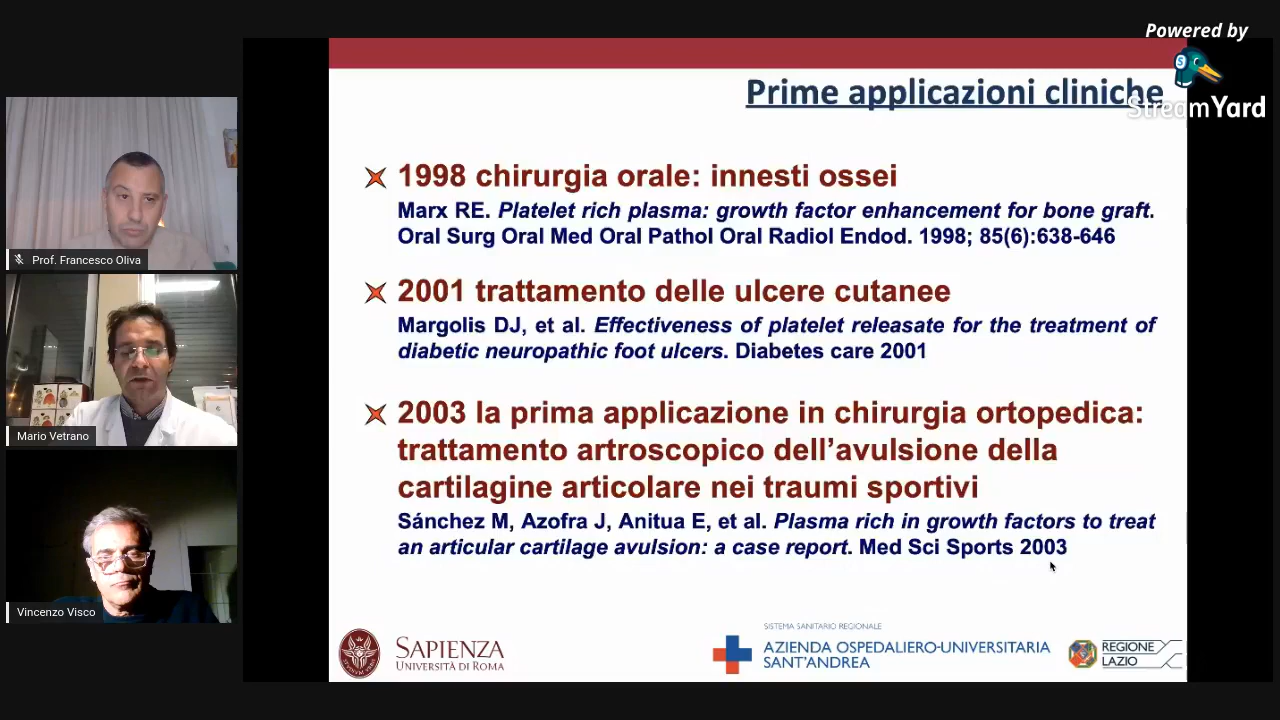 Powered by
StreamYard
Prime applicazioni cliniche
1998 chirurgia orale: innesti ossei
Marx RE. Platelet rich plasma: growth factor enhancement for bone graft.
Oral Surg Oral Med Oral Pathol Oral Radiol Endod. 1998; 85(6):638-646
2001 trattamento delle ulcere cutanee
Margolis DJ, et al. Effectiveness of platelet releasate for the treatment of
diabetic neuropathic foot ulcers. Diabetes care 2001
2003 la prima applicazione in chirurgia ortopedica:
trattamento artroscopico dell’avulsione della
cartilagine articolare nei traumi sportivi
Sánchez M, Azofra J, Anitua E, et al. Plasma rich in growth factors to treat
an articular cartilage avulsion: a case report. Med Sci Sports 2003
Prof. Francesco Oliva
Mario Vetrano
Vincenzo Visco
SAPIENZA
UNIVERSITÀ DI ROMA
SISTEMA SANITARIO REGIONALE
AZIENDA OSPEDALIERO-UNIVERSITARIA
SANT'ANDREA
REGIONE
LAZIO